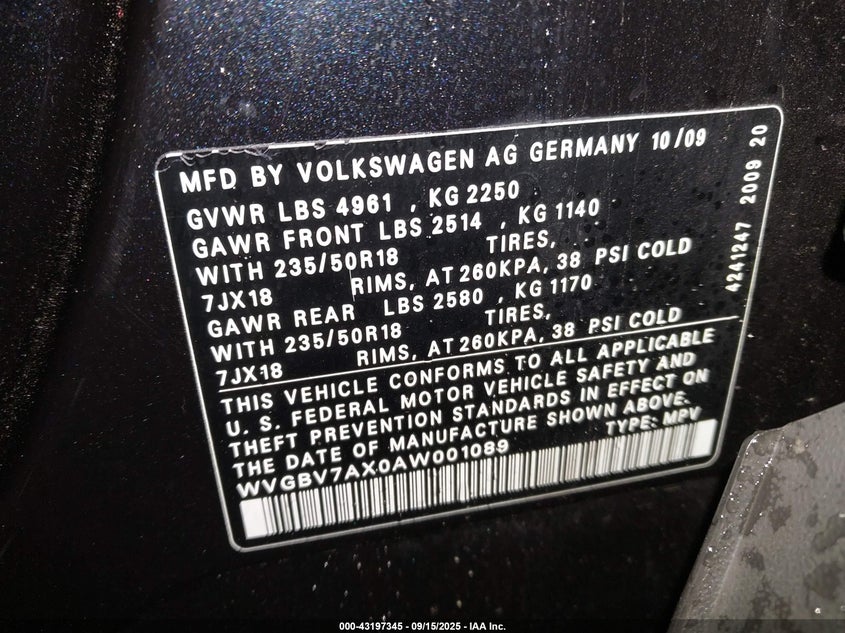 MFD BY VOLKSWAGEN AG GERMANY 10/09
GVWR LBS 4961 , KG 2250
GAWR FRONT LBS 2514 , KG 1140
WITH 235/50R18 TIRES,
7JX18 RIMS, AT 260KPA, 38 PSI COLD
GAWR REAR LBS 2580 , KG 1170
WITH 235/50R18 TIRES,
7JX18 RIMS, AT 260KPA, 38 PSI COLD
THIS VEHICLE CONFORMS TO ALL APPLICABLE
U. S. FEDERAL MOTOR VEHICLE SAFETY AND
THEFT PREVENTION STANDARDS IN EFFECT ON
THE DATE OF MANUFACTURE SHOWN ABOVE.
WVGBV7AX0AW001089 TYPE: MPV
4241247 2009 20
000-43197345 - 09/15/2025 - IAA Inc.